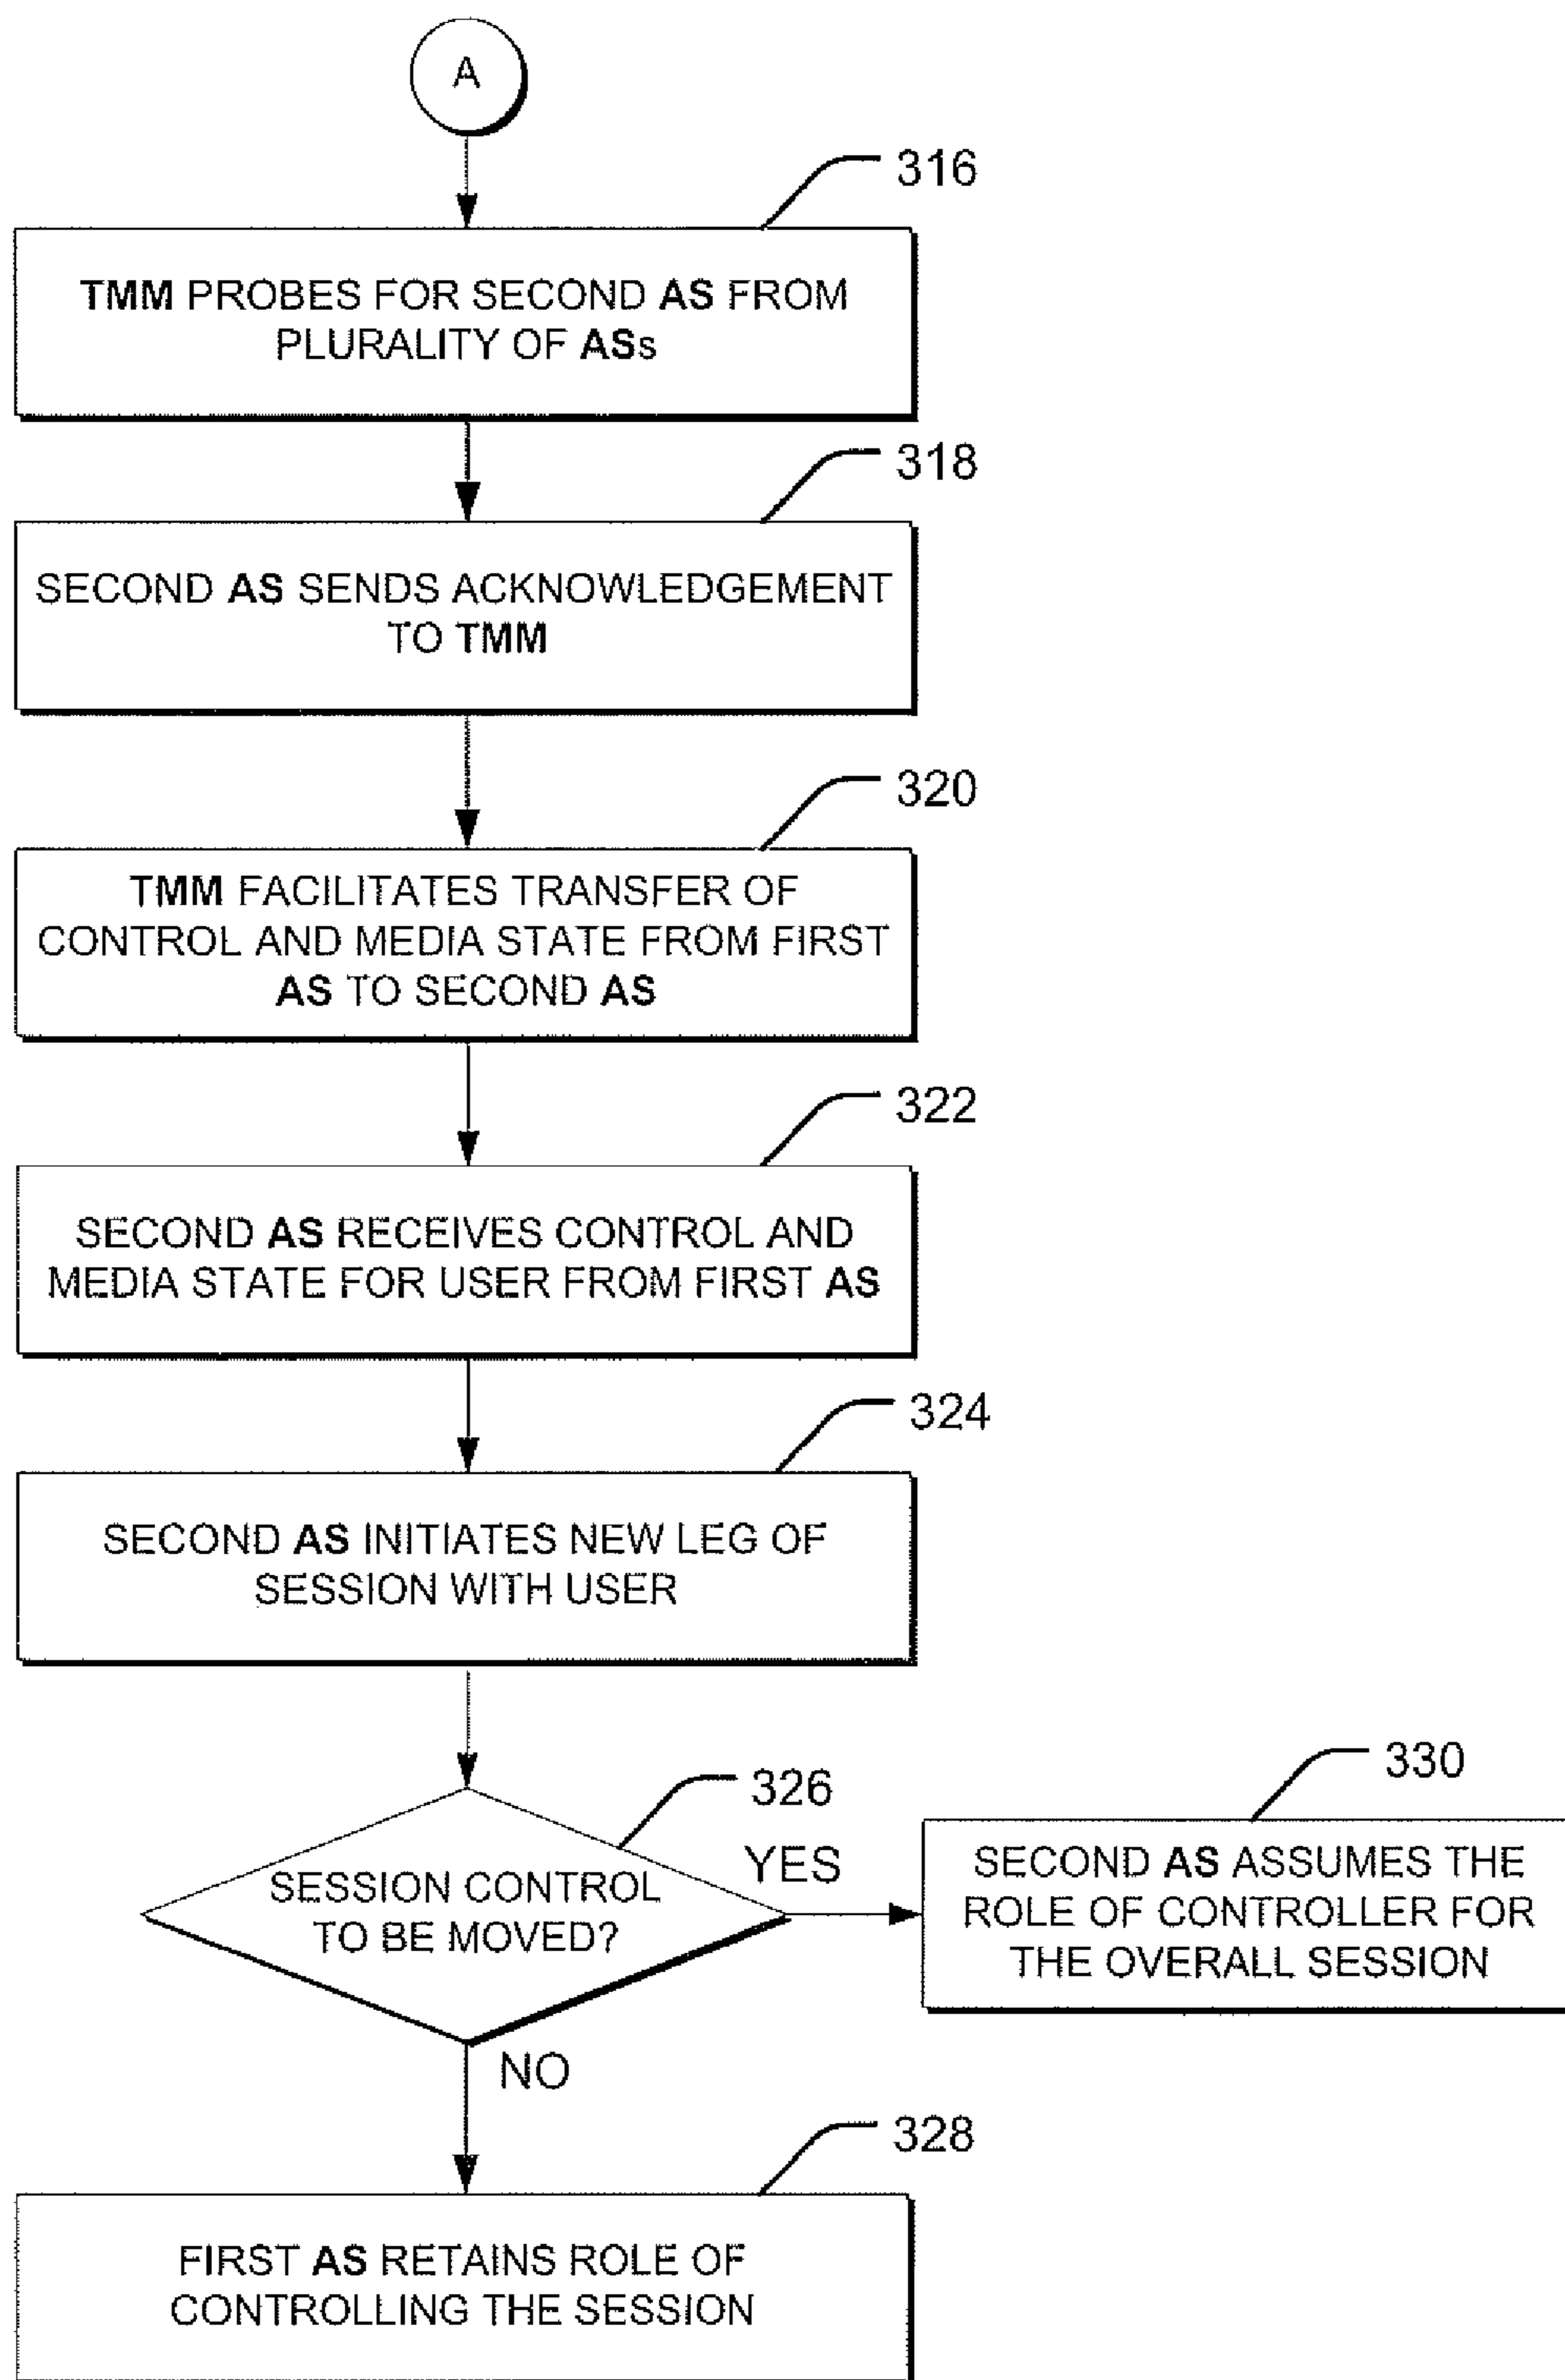 A
316
TMM PROBES FOR SECOND AS FROM
PLURALITY OF ASs
318
SECOND AS SENDS ACKNOWLEDGEMENT
TO TMM
320
TMM FACILITATES TRANSFER OF
CONTROL AND MEDIA STATE FROM FIRST
AS TO SECOND AS
322
SECOND AS RECEIVES CONTROL AND
MEDIA STATE FOR USER FROM FIRST AS
324
SECOND AS INITIATES NEW LEG OF
SESSION WITH USER
326
SESSION CONTROL
TO BE MOVED?
YES
330
SECOND AS ASSUMES THE
ROLE OF CONTROLLER FOR
THE OVERALL SESSION
NO
328
FIRST AS RETAINS ROLE OF
CONTROLLING THE SESSION